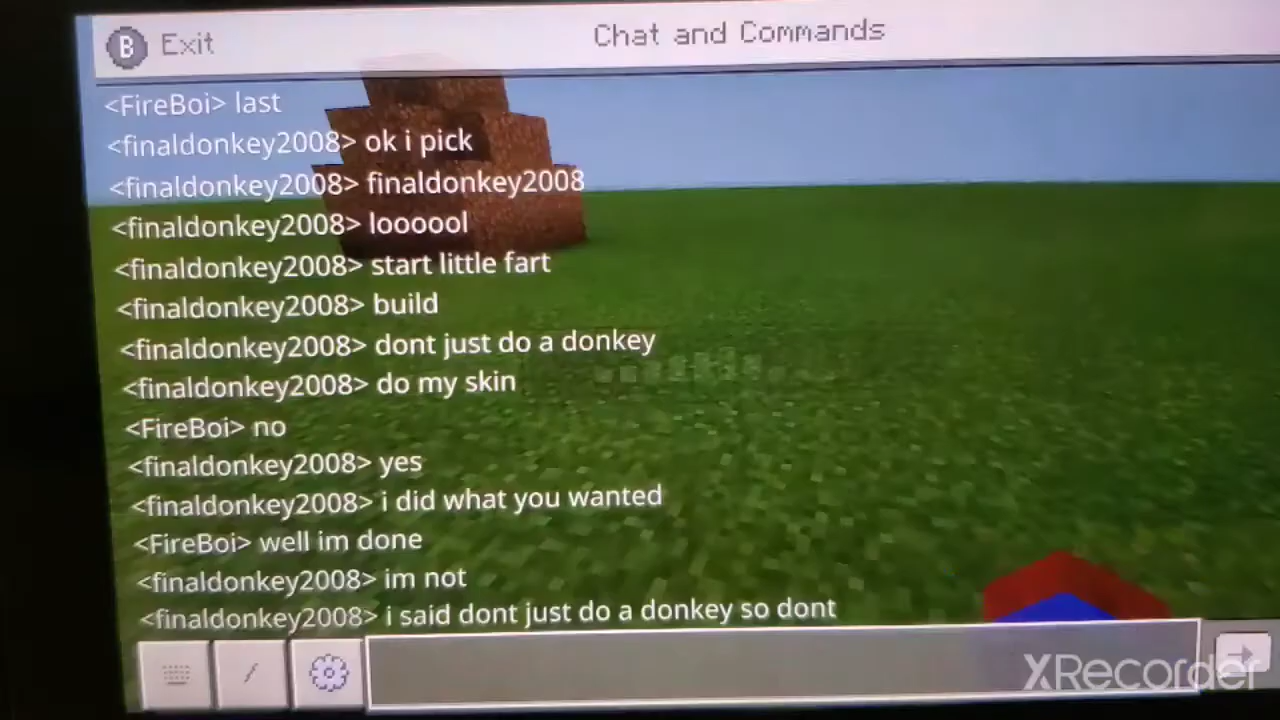 B Exit
Chat and Commands
<FireBoi> last
<finaldonkey2008> ok i pick
<finaldonkey2008> finaldonkey2008
<finaldonkey2008> loooool
<finaldonkey2008> start little fart
<finaldonkey2008> build
<finaldonkey2008> dont just do a donkey
<finaldonkey2008> do my skin
<FireBoi> no
<finaldonkey2008> yes
<finaldonkey2008> i did what you wanted
<FireBoi> well im done
<finaldonkey2008> im not
<finaldonkey2008> i said dont just do a donkey so dont
/
XRecorder